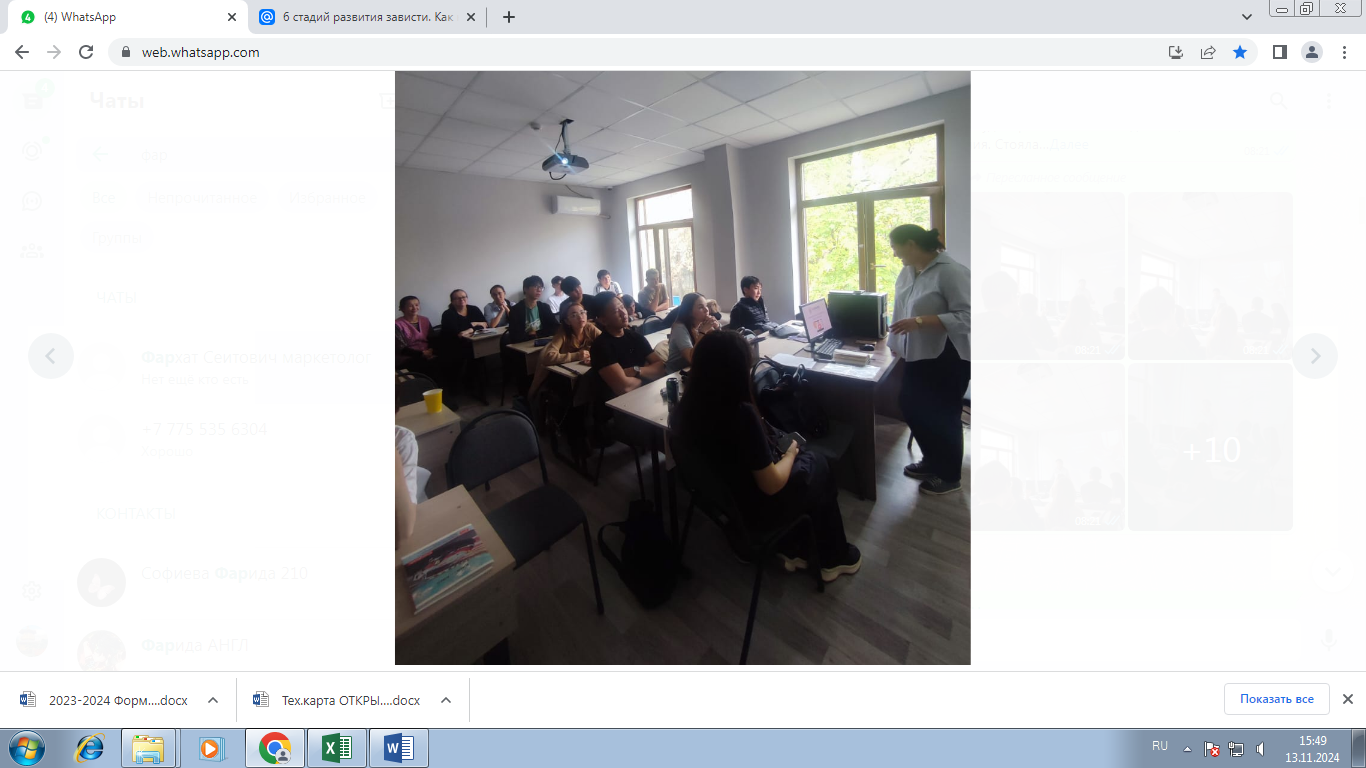 (4) WhatsApp
6 стадий развития зависти. Как
web.whatsapp.com
Чаты
фар
Все
Непрочитанное
Избранное
Группы
ЧАТЫ
Фархат Сеитович маркетолог
Нет еще кто есть
+7 775 535 6304
Хорошо
КОНТАКТЫ
Софиева Фарида 210
Фарида АНГЛ
+10
2023-2024 Форм....docx
Тех.карта ОТКРЫ....docx
Показать все
RU
15:49
13.11.2024